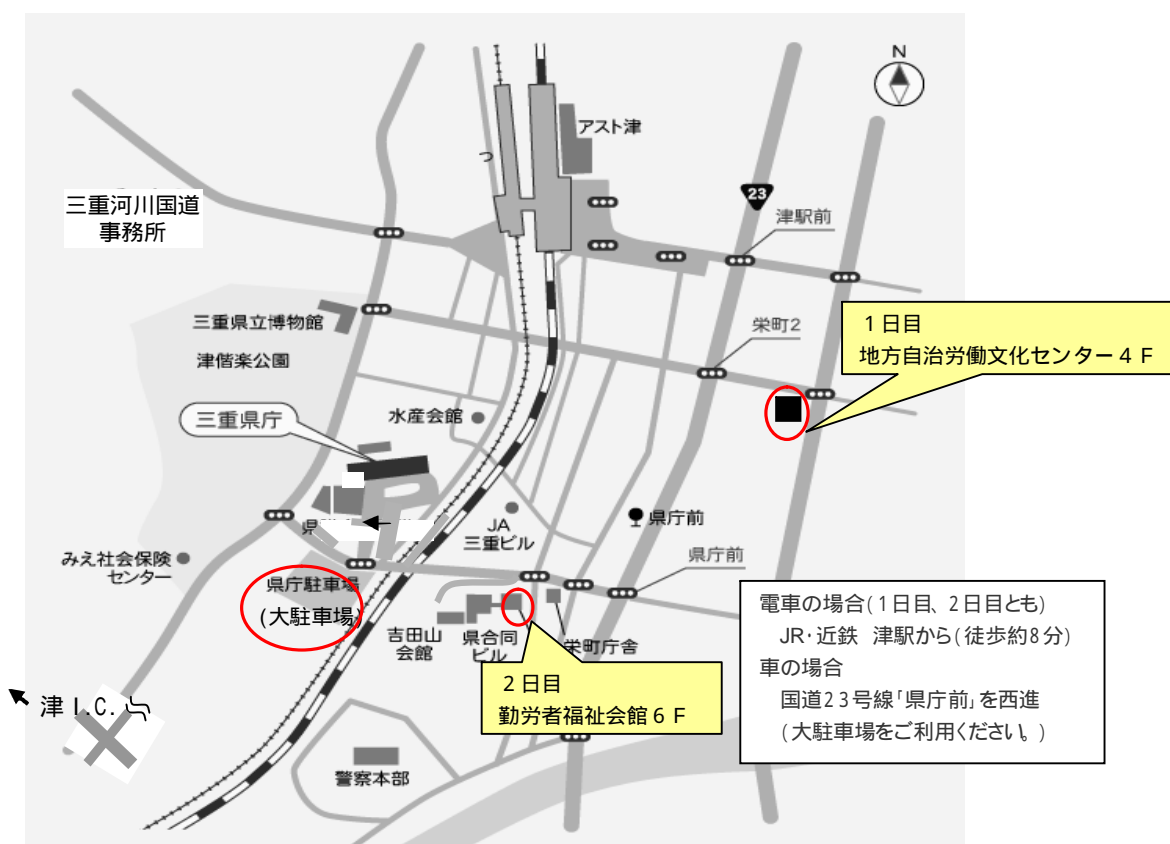 N
アスト津
つ
23
三重河川国道
事務所
津駅前
三重県立博物館
栄町2
1日目
地方自治労働文化センター4F
津偕楽公園
三重県庁
水産会館
県庁前
JA
三重ビル
県庁前
みえ社会保険
センター
県庁駐車場
(大駐車場)
吉田山
会館
県合同
ビル
栄町庁舎
電車の場合(1日目、2日目とも)
JR・近鉄 津駅から(徒歩約8分)
車の場合
国道23号線「県庁前」を西進
(大駐車場をご利用ください。)
2日目
勤労者福祉会館6F
津I.C.
警察本部